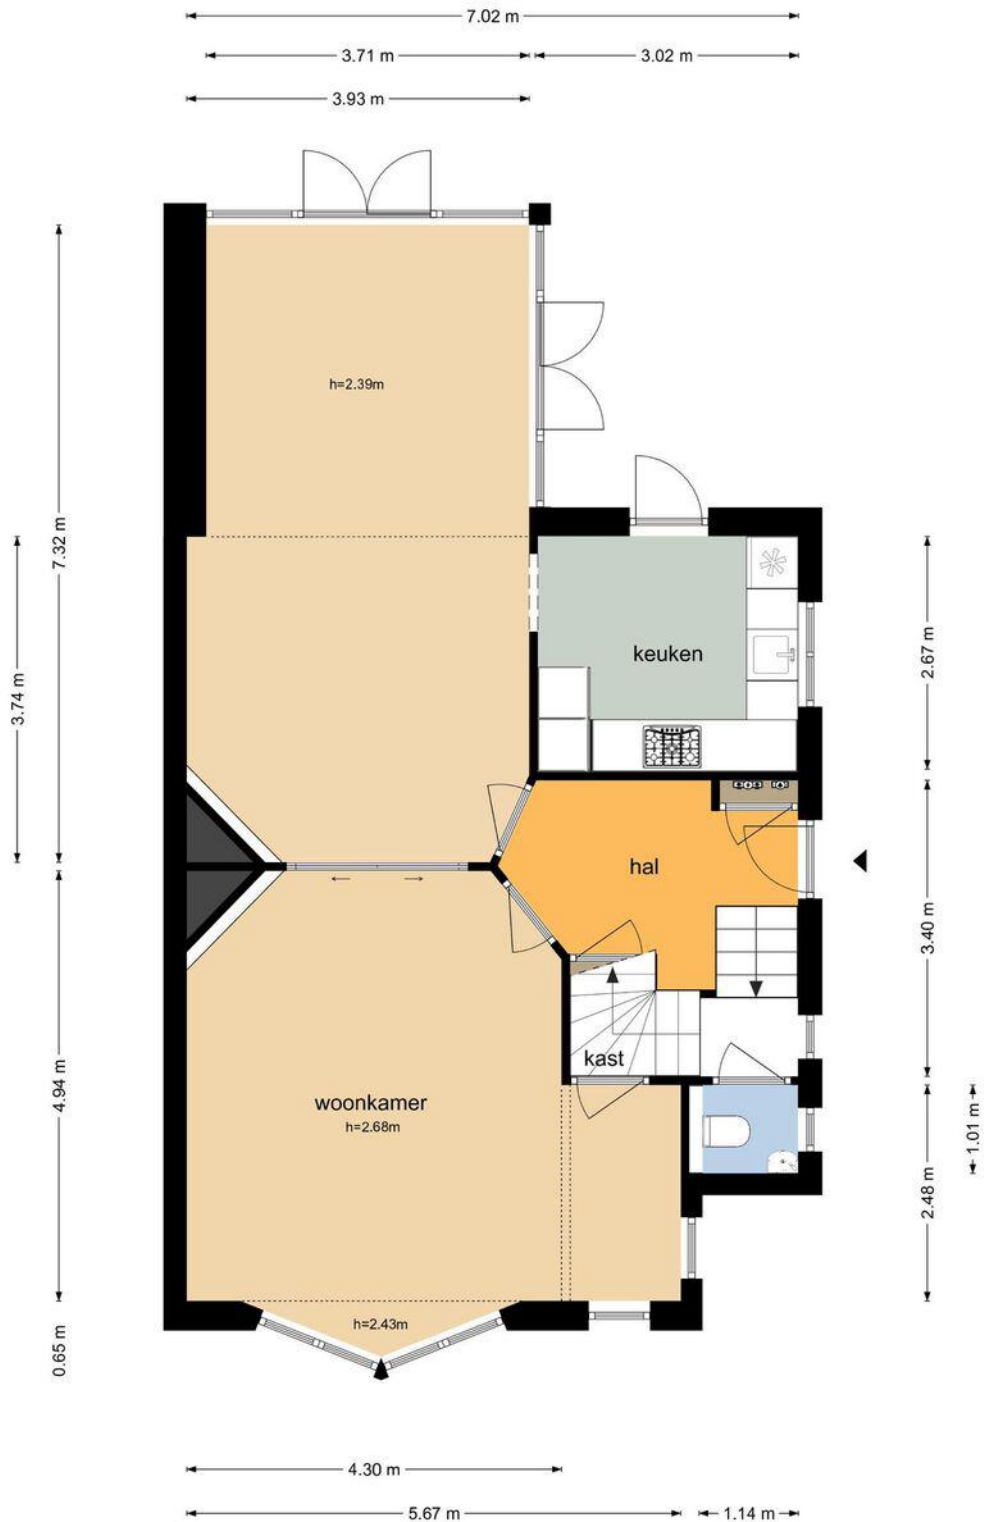 7.02 m
3.71 m
3.02 m
3.93 m
h=2.39m
7.32 m
3.74 m
keuken
2.67 m
hal
3.40 m
kast
woonkamer
h=2.68m
4.94 m
1.01 m
2.48 m
h=2.43m
0.65 m
4.30 m
5.67 m
1.14 m